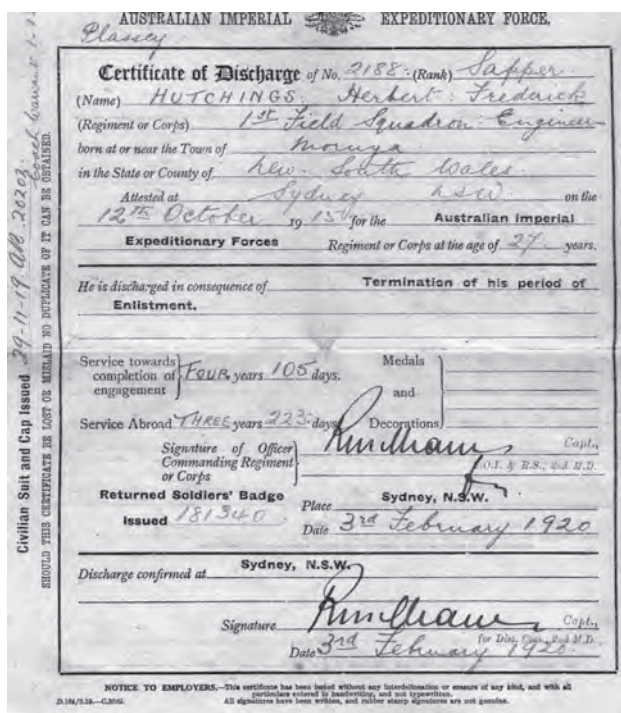 AUSTRALIAN IMPERIAL EXPEDITIONARY FORCE.
Plassey
Certificate of Discharge of No. 2188 (Rank) Sapper
(Name) HUTCHINGS Herbert Frederick
(Regiment or Corps) 1st Field Squadron Engineer
born at or near the Town of Moruya
in the State or County of New South Wales
Attested at Sydney NSW on the
12th October 1915 for the Australian Imperial
Expeditionary Forces Regiment or Corps at the age of 27 years.
He is discharged in consequence of Termination of his period of
Enlistment.
Service towards completion of engagement FOUR years 105 days.
Medals and Decorations
Service Abroad THREE years 223 days
Signature of Officer Commanding Regiment or Corps Capt.,
O.I. & R.S., 2nd M.D.
Returned Soldiers' Badge Issued 181340
Place Sydney, N.S.W.
Date 3rd February 1920
Discharge confirmed at Sydney, N.S.W.
Signature Capt.,
for Dist. Com., 2nd M.D.
Date 3rd February 1920
NOTICE TO EMPLOYERS.—This certificate has been issued without any interlineation or erasure of any kind, and with all
particulars entered in handwriting, and not typewritten.
All signatures have been written, and rubber stamp signatures are not genuine.
Civilian Suit and Cap Issued 29-11-19
SHOULD THIS CERTIFICATE BE LOST OR MISLAID NO DUPLICATE OF IT CAN BE OBTAINED.